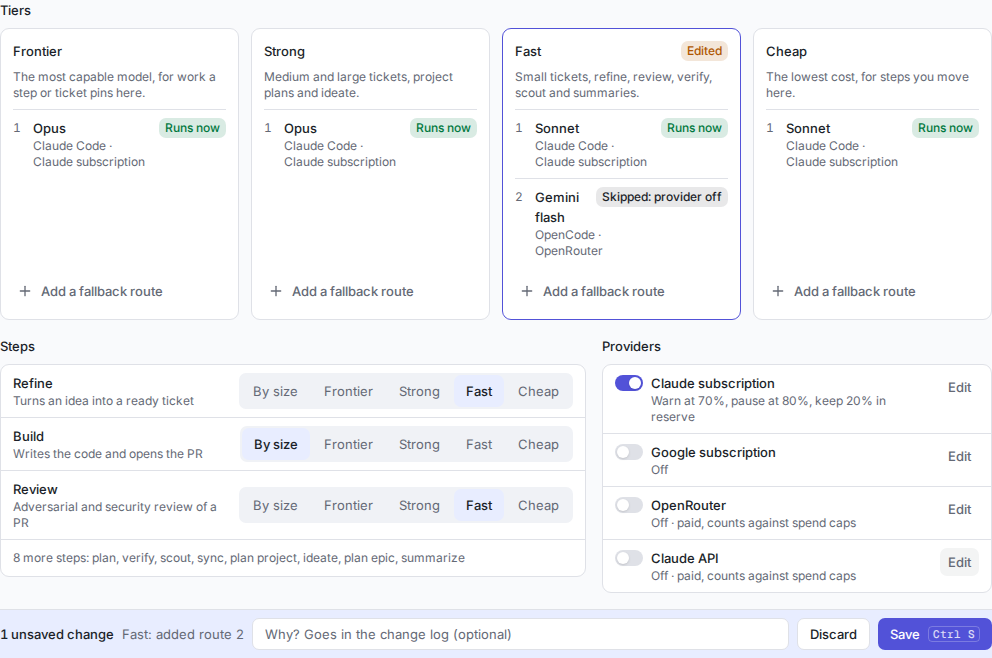 Tiers
Frontier
The most capable model, for work a
step or ticket pins here.
1 Opus Runs now
Claude Code ·
Claude subscription
+ Add a fallback route
Strong
Medium and large tickets, project
plans and ideate.
1 Opus Runs now
Claude Code ·
Claude subscription
+ Add a fallback route
Fast Edited
Small tickets, refine, review, verify,
scout and summaries.
1 Sonnet Runs now
Claude Code ·
Claude subscription
2 Gemini Skipped: provider off
flash
OpenCode ·
OpenRouter
+ Add a fallback route
Cheap
The lowest cost, for steps you move
here.
1 Sonnet Runs now
Claude Code ·
Claude subscription
+ Add a fallback route
Steps
Refine
Turns an idea into a ready ticket
By size Frontier Strong Fast Cheap
Build
Writes the code and opens the PR
By size Frontier Strong Fast Cheap
Review
Adversarial and security review of a
PR
By size Frontier Strong Fast Cheap
8 more steps: plan, verify, scout, sync, plan project, ideate, plan epic, summarize
Providers
Claude subscription Edit
Warn at 70%, pause at 80%, keep 20% in
reserve
Google subscription Edit
Off
OpenRouter Edit
Off · paid, counts against spend caps
Claude API Edit
Off · paid, counts against spend caps
1 unsaved change Fast: added route 2 Why? Goes in the change log (optional) Discard Save Ctrl S